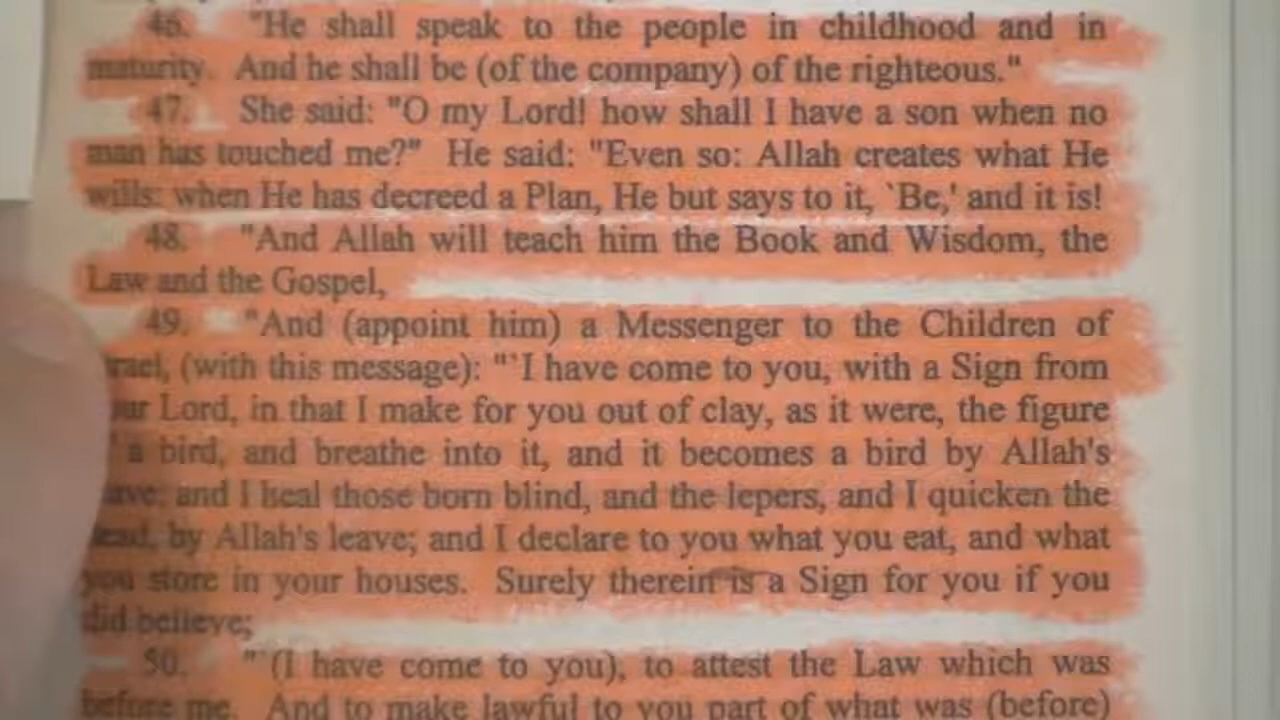 46. "He shall speak to the people in childhood and in
maturity. And he shall be (of the company) of the righteous."
47. She said: "O my Lord! how shall I have a son when no
man has touched me?" He said: "Even so: Allah creates what He
wills: when He has decreed a Plan, He but says to it, `Be,' and it is!
48. "And Allah will teach him the Book and Wisdom, the
Law and the Gospel,
49. "And (appoint him) a Messenger to the Children of
rael, (with this message): "'I have come to you, with a Sign from
ur Lord, in that I make for you out of clay, as it were, the figure
a bird, and breathe into it, and it becomes a bird by Allah's
ave: and I heal those born blind, and the lepers, and I quicken the
ead, by Allah's leave; and I declare to you what you eat, and what
you store in your houses. Surely therein is a Sign for you if you
did believe;
50. "'(I have come to you), to attest the Law which was
before me. And to make lawful to you part of what was (before)